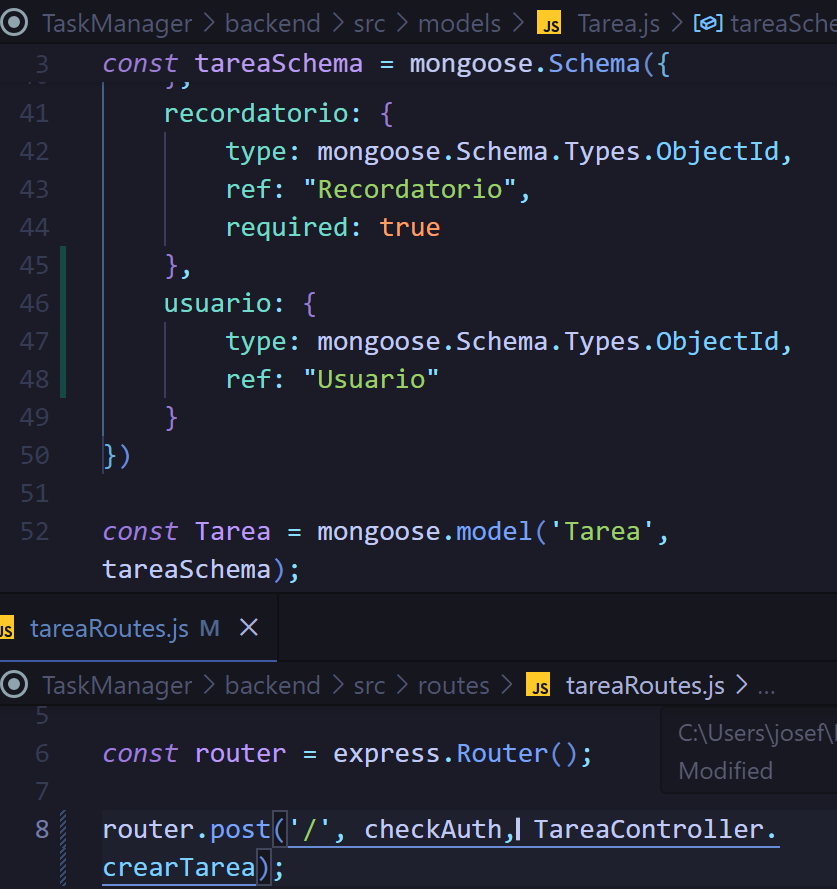 TaskManager > backend > src > models > JS Tarea.js > tareaSche
3 const tareaSchema = mongoose.Schema({
41 recordatorio: {
42 type: mongoose.Schema.Types.ObjectId,
43 ref: "Recordatorio",
44 required: true
45 },
46 usuario: {
47 type: mongoose.Schema.Types.ObjectId,
48 ref: "Usuario"
49 }
50 })
51
52 const Tarea = mongoose.model('Tarea',
tareaSchema);
JS tareaRoutes.js M ×
TaskManager > backend > src > routes > JS tareaRoutes.js > ...
5
6 const router = express.Router();
C:\Users\josef\
7
Modified
8 router.post('/', checkAuth, TareaController.
crearTarea);